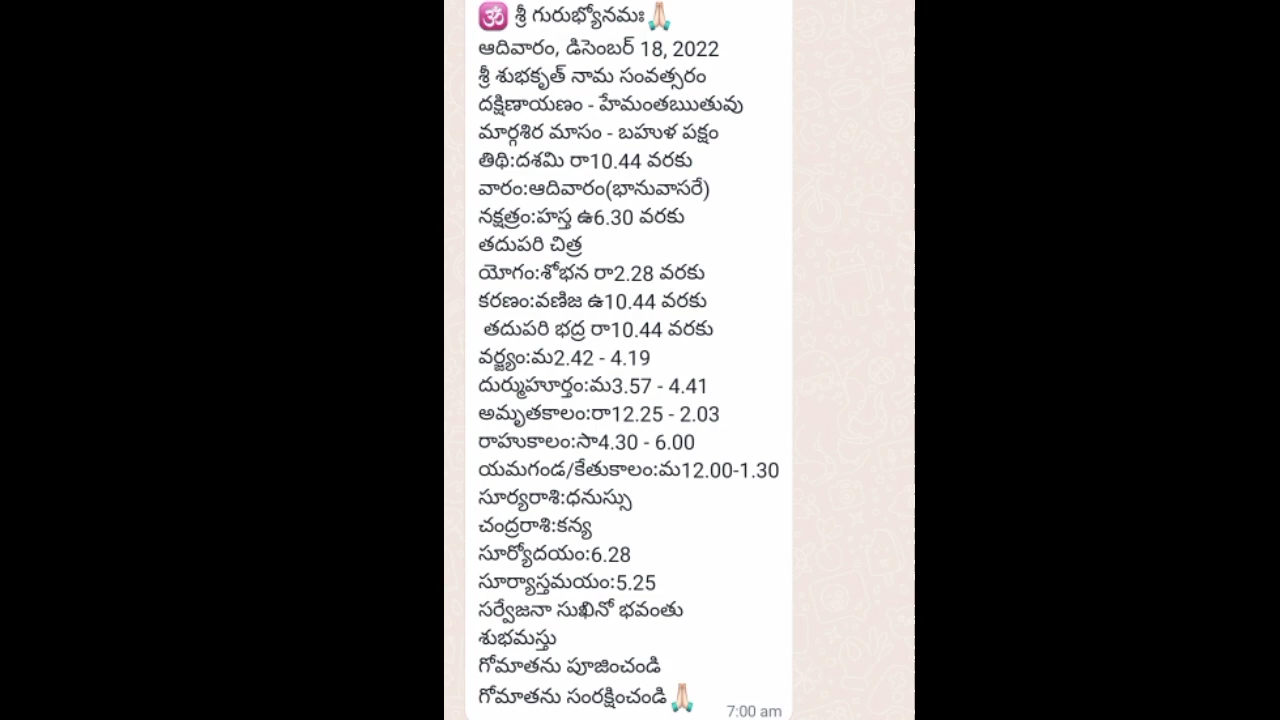 🕉 శ్రీ గురుభ్యోనమః🙏🏻
ఆదివారం, డిసెంబర్ 18, 2022
శ్రీ శుభకృత్ నామ సంవత్సరం
దక్షిణాయణం - హేమంతఋుతువు
మార్గశిర మాసం - బహుళ పక్షం
తిథి:దశమి రా10.44 వరకు
వారం:ఆదివారం(భానువాసరే)
నక్షత్రం:హస్త ఉ6.30 వరకు
తదుపరి చిత్ర
యోగం:శోభన రా2.28 వరకు
కరణం:వణిజ ఉ10.44 వరకు
తదుపరి భద్ర రా10.44 వరకు
వర్జ్యం:మ2.42 - 4.19
దుర్ముహూర్తం:మ3.57 - 4.41
అమృతకాలం:రా12.25 - 2.03
రాహుకాలం:సా4.30 - 6.00
యమగండ/కేతుకాలం:మ12.00-1.30
సూర్యరాశి:ధనుస్సు
చంద్రరాశి:కన్య
సూర్యోదయం:6.28
సూర్యాస్తమయం:5.25
సర్వేజనా సుఖినో భవంతు
శుభమస్తు
గోమాతను పూజించండి
గోమాతను సంరక్షించండి🙏🏻
7:00 am